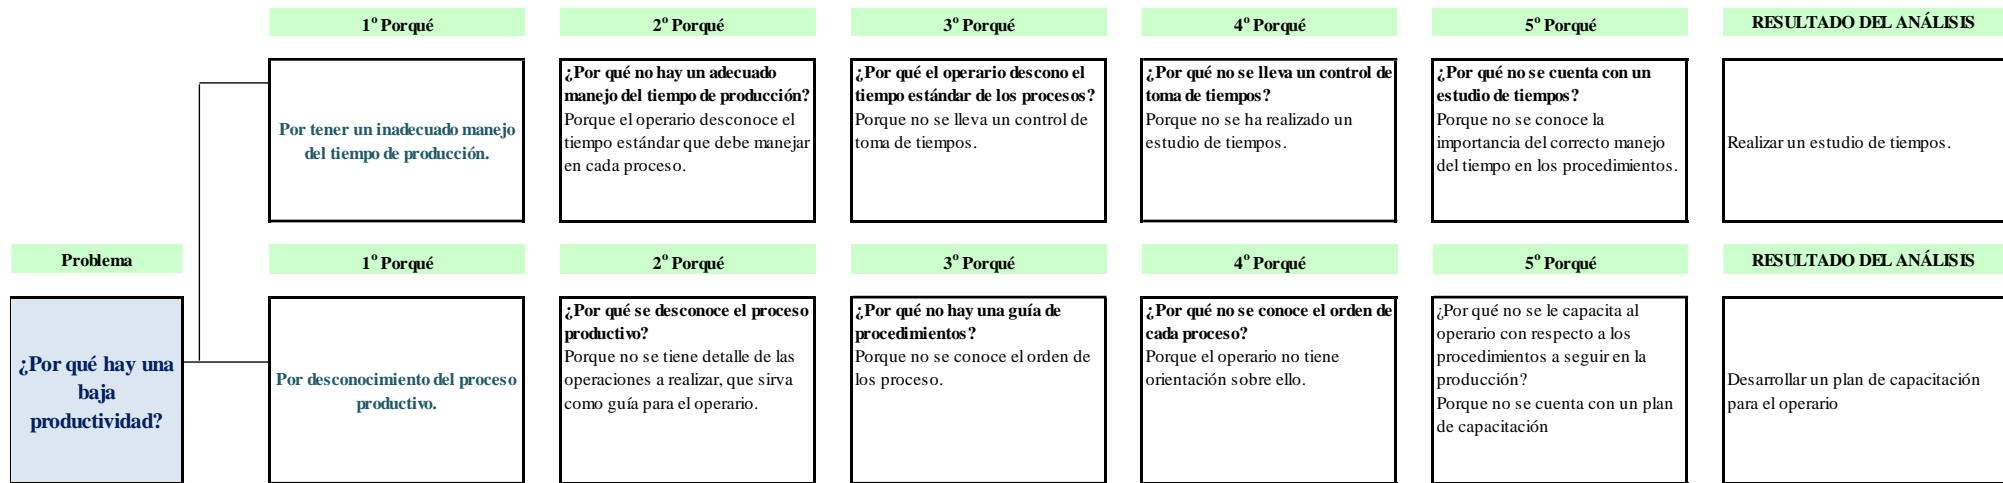 1º Porqué
2º Porqué
3º Porqué
4º Porqué
5º Porqué
RESULTADO DEL ANÁLISIS
Por tener un inadecuado manejo
del tiempo de producción.
¿Por qué no hay un adecuado
manejo del tiempo de producción?
Porque el operario desconoce el
tiempo estándar que debe manejar
en cada proceso.
¿Por qué el operario descono el
tiempo estándar de los procesos?
Porque no se lleva un control de
toma de tiempos.
¿Por qué no se lleva un control de
toma de tiempos?
Porque no se ha realizado un
estudio de tiempos.
¿Por qué no se cuenta con un
estudio de tiempos?
Porque no se conoce la
importancia del correcto manejo
del tiempo en los procedimientos.
Realizar un estudio de tiempos.
Problema
1º Porqué
2º Porqué
3º Porqué
4º Porqué
5º Porqué
RESULTADO DEL ANÁLISIS
¿Por qué hay una
baja
productividad?
Por desconocimiento del proceso
productivo.
¿Por qué se desconoce el proceso
productivo?
Porque no se tiene detalle de las
operaciones a realizar, que sirva
como guía para el operario.
¿Por qué no hay una guía de
procedimientos?
Porque no se conoce el orden de
los proceso.
¿Por qué no se conoce el orden de
cada proceso?
Porque el operario no tiene
orientación sobre ello.
¿Por qué no se le capacita al
operario con respecto a los
procedimientos a seguir en la
producción?
Porque no se cuenta con un plan
de capacitación
Desarrollar un plan de capacitación
para el operario